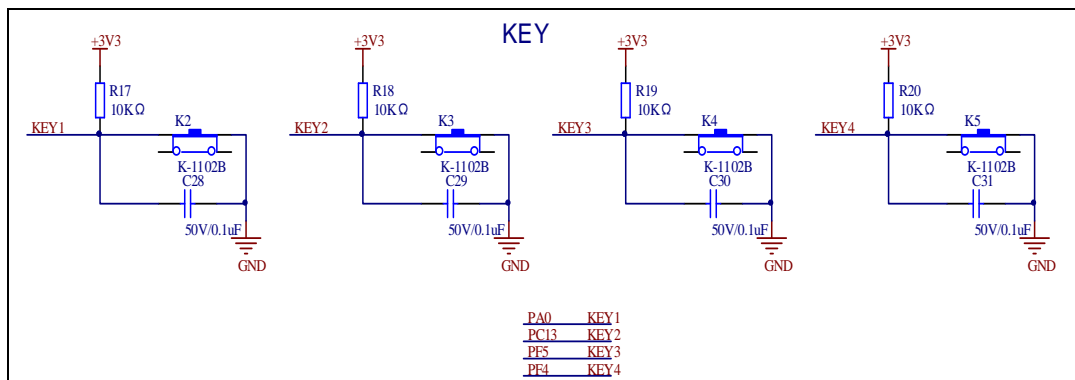 KEY
+3V3 +3V3 +3V3 +3V3
R17 R18 R19 R20
10KΩ 10KΩ 10KΩ 10KΩ
KEY1 K2 KEY2 K3 KEY3 K4 KEY4 K5
K-1102B K-1102B K-1102B K-1102B
C28 C29 C30 C31
50V/0.1uF 50V/0.1uF 50V/0.1uF 50V/0.1uF
GND GND GND GND
PA0 KEY1
PC13 KEY2
PF5 KEY3
PF4 KEY4